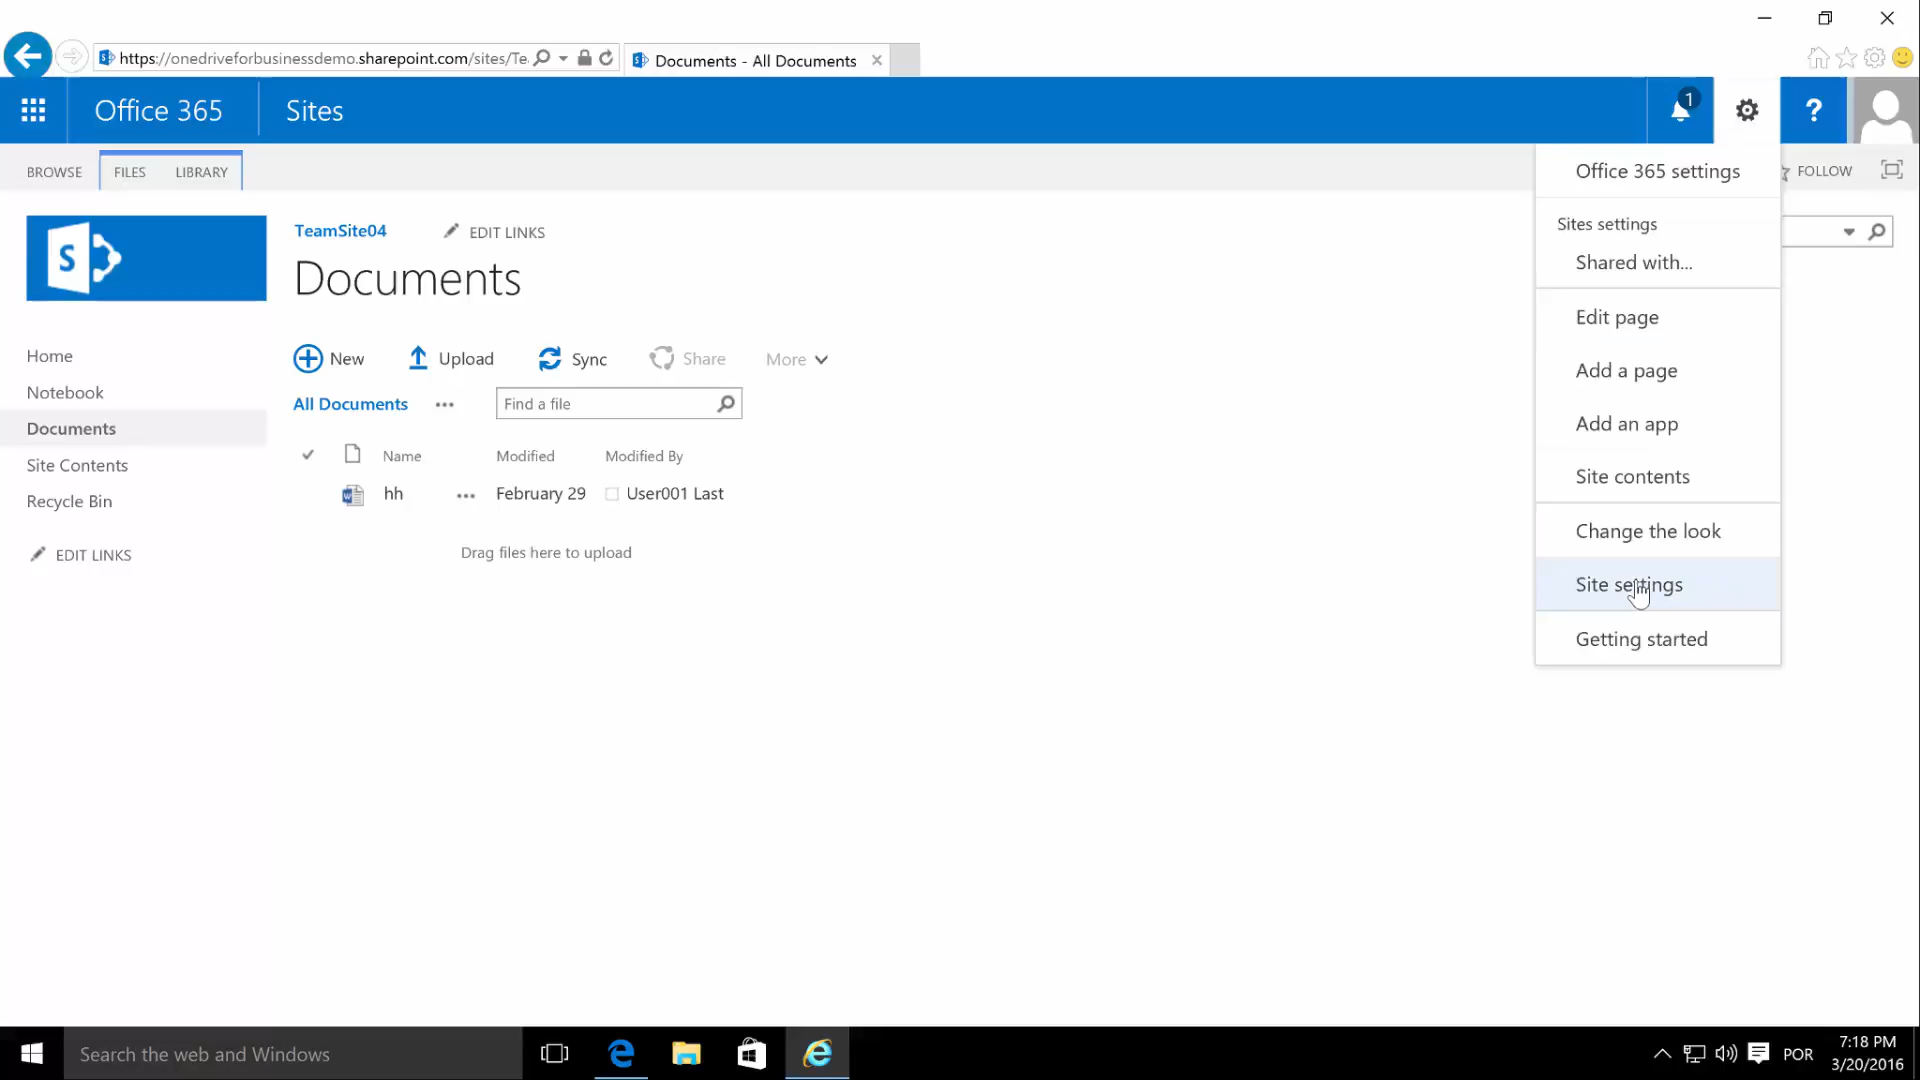 https://onedriveforbusinessdemo.sharepoint.com/sites/Te
Documents - All Documents
Office 365
Sites
1
?
BROWSE
FILES
LIBRARY
Office 365 settings
FOLLOW
TeamSite04
EDIT LINKS
Sites settings
Documents
Shared with...
Edit page
Home
New
Upload
Sync
Share
More
Add a page
Notebook
All Documents
Find a file
Add an app
Documents
Name
Modified
Modified By
Site Contents
Site contents
hh
February 29
User001 Last
Recycle Bin
Change the look
Drag files here to upload
EDIT LINKS
Site settings
Getting started
Search the web and Windows
POR
7:18 PM
3/20/2016